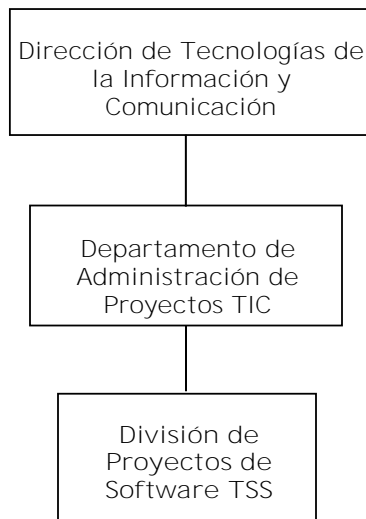 Dirección de Tecnologías de
la Información y
Comunicación
Departamento de
Administración de
Proyectos TIC
División de
Proyectos de
Software TSS